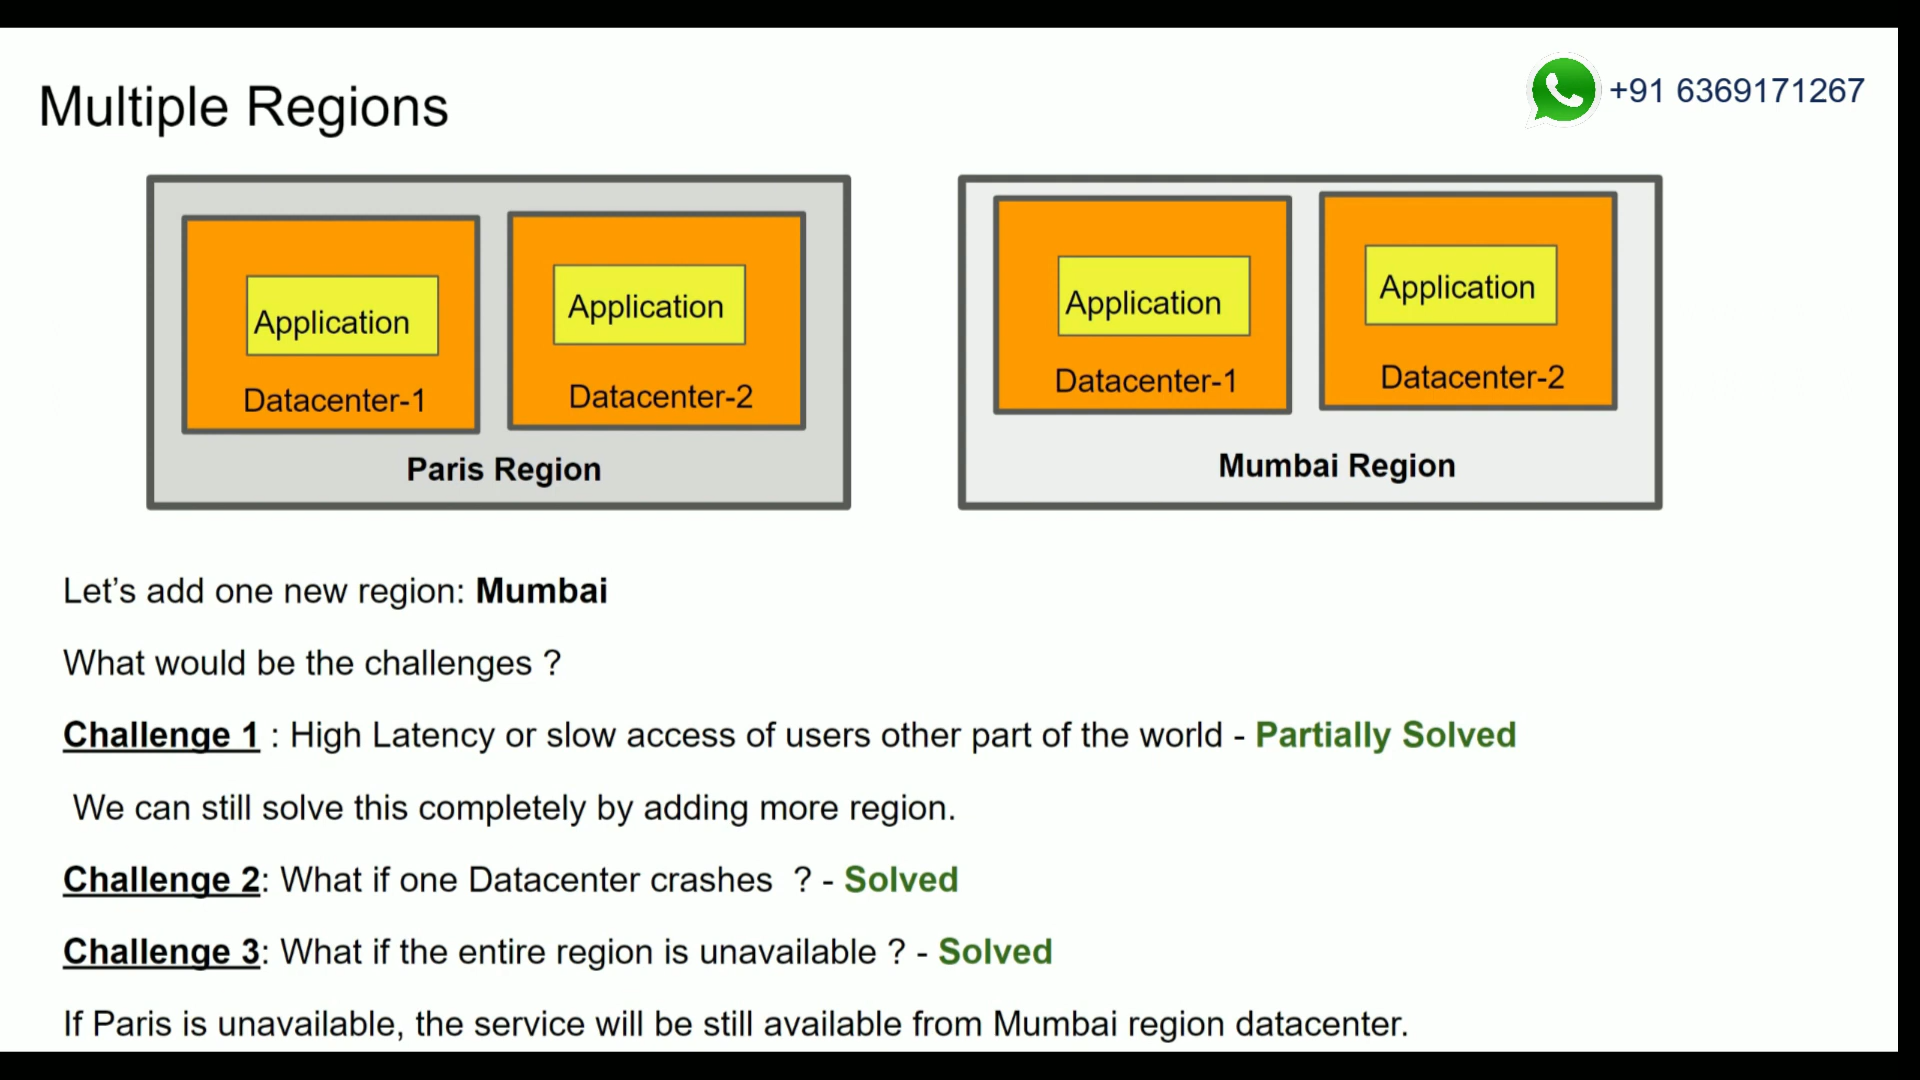 Multiple Regions
+91 6369171267
Application
Datacenter-1
Application
Datacenter-2
Paris Region
Application
Datacenter-1
Application
Datacenter-2
Mumbai Region
Let’s add one new region: Mumbai
What would be the challenges ?
Challenge 1 : High Latency or slow access of users other part of the world - Partially Solved
We can still solve this completely by adding more region.
Challenge 2: What if one Datacenter crashes  ? - Solved
Challenge 3: What if the entire region is unavailable ? - Solved
If Paris is unavailable, the service will be still available from Mumbai region datacenter.